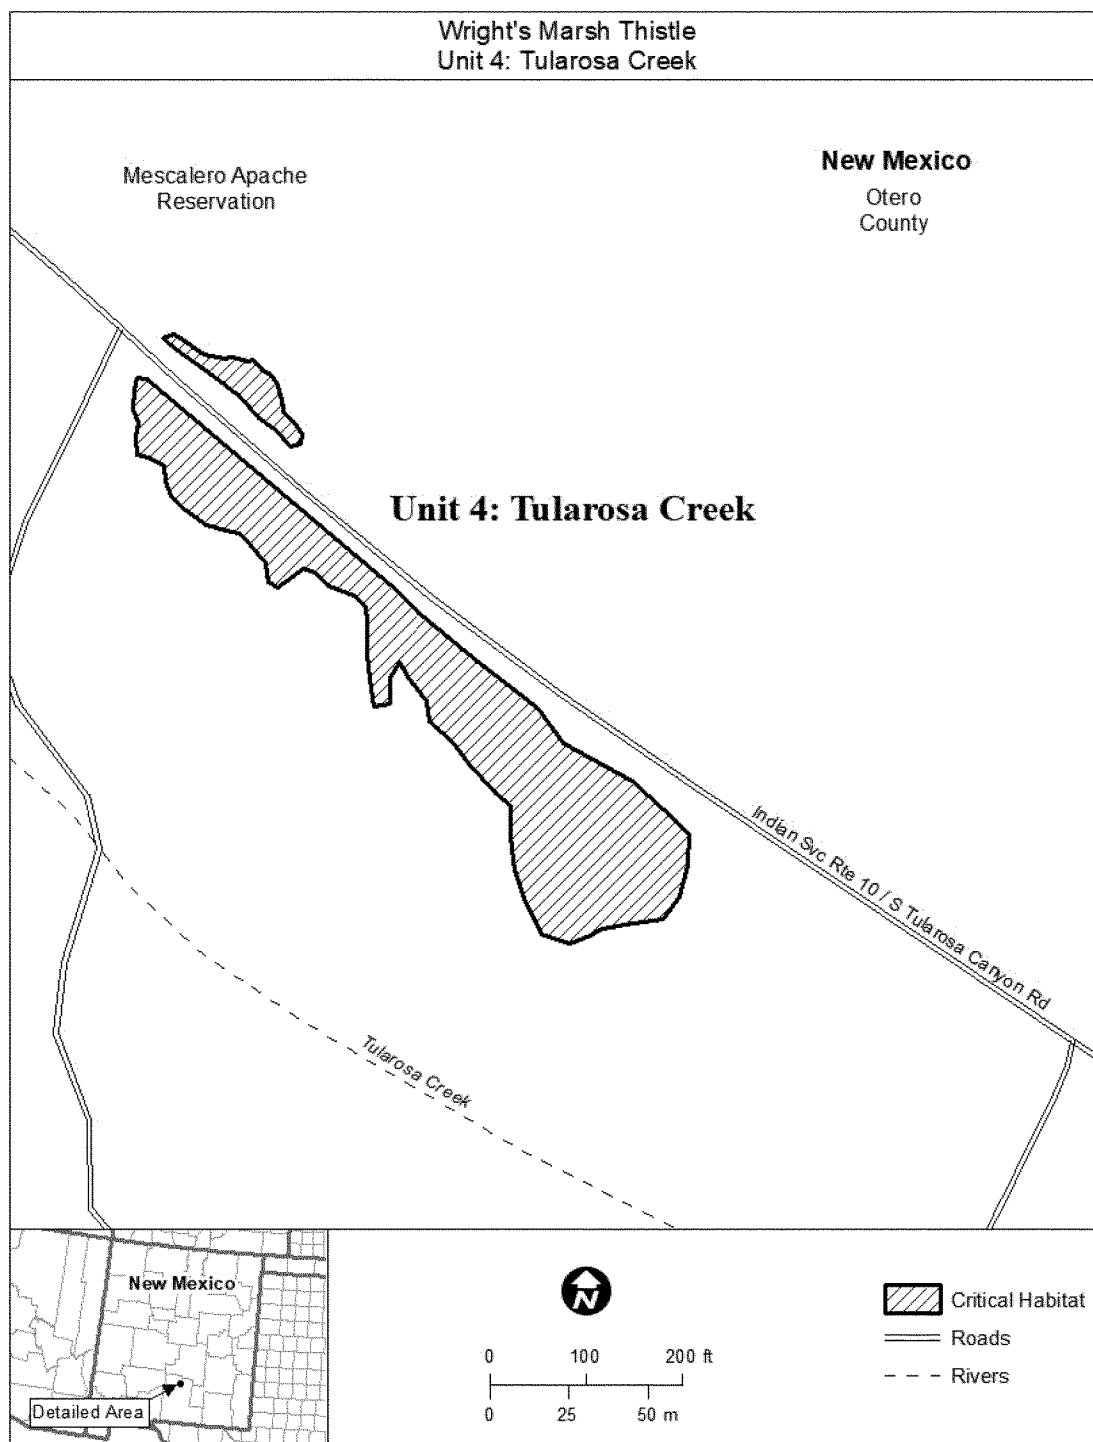 Wright's Marsh Thistle
Unit 4: Tularosa Creek
Mescalero Apache
Reservation
New Mexico
Otero
County
Unit 4: Tularosa Creek
Indian Svc Rte 10 / S Tularosa Canyon Rd
Tularosa Creek
New Mexico
Detailed Area
N
0 100 200 ft
0 25 50 m
Critical Habitat
Roads
Rivers